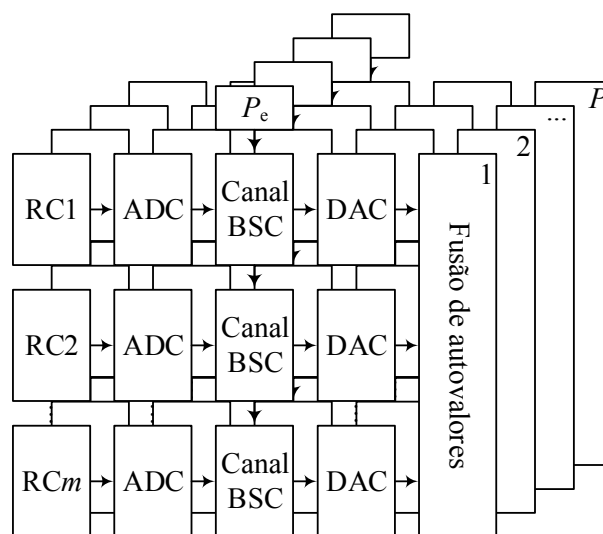 P
...
2
1
Pe
RC1
ADC
Canal
BSC
DAC
Fusão de autovalores
RC2
ADC
Canal
BSC
DAC
RCm
ADC
Canal
BSC
DAC